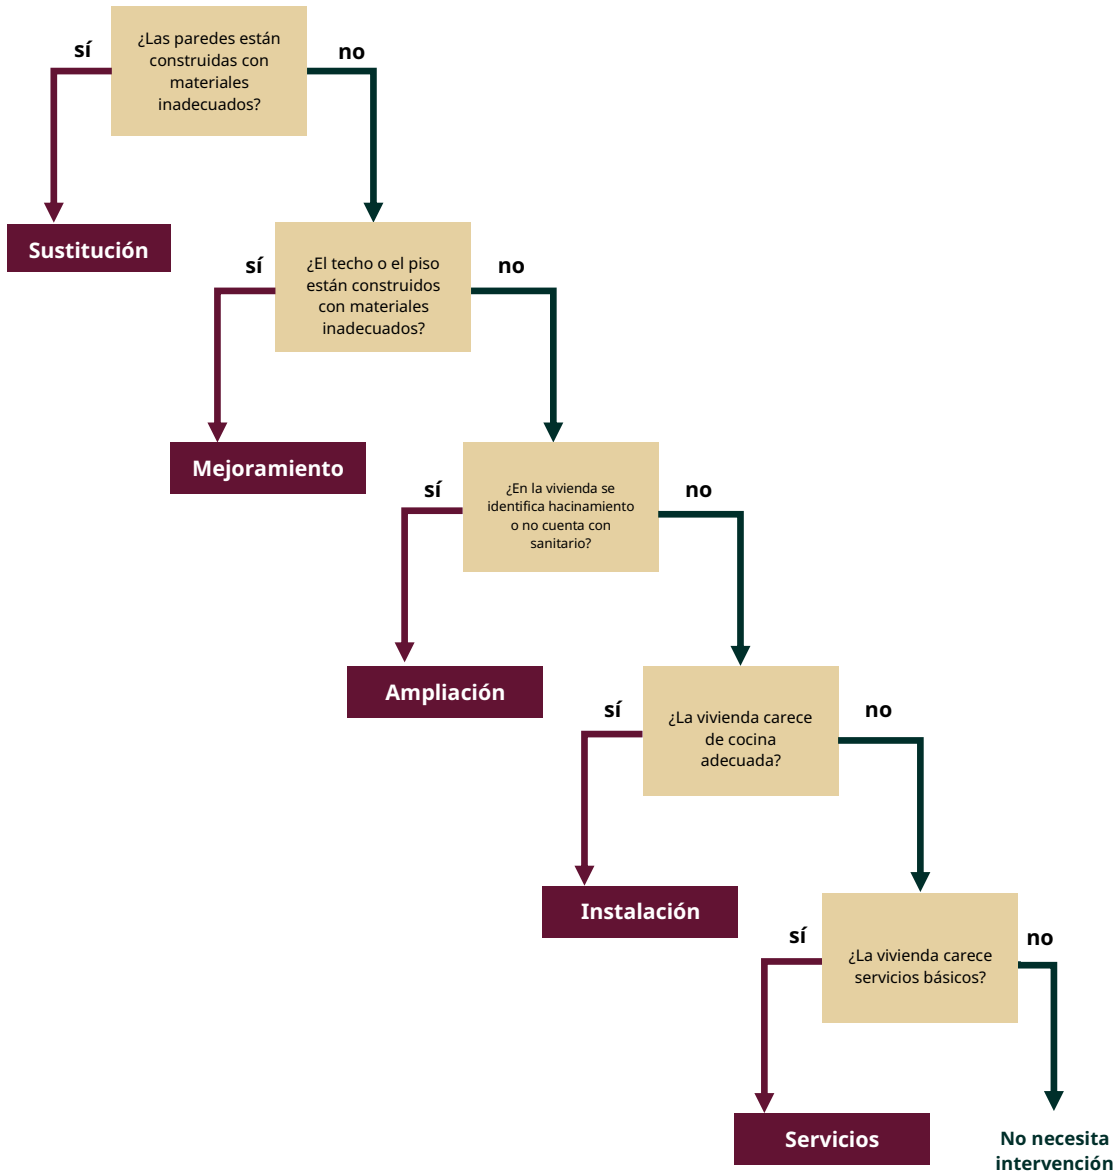 ¿Las paredes están
construidas con
materiales
inadecuados?
sí
no
Sustitución
¿El techo o el piso
están construidos
con materiales
inadecuados?
sí
no
Mejoramiento
¿En la vivienda se
identifica hacinamiento
o no cuenta con
sanitario?
sí
no
Ampliación
¿La vivienda carece
de cocina
adecuada?
sí
no
Instalación
¿La vivienda carece
servicios básicos?
sí
no
Servicios
No necesita
intervención